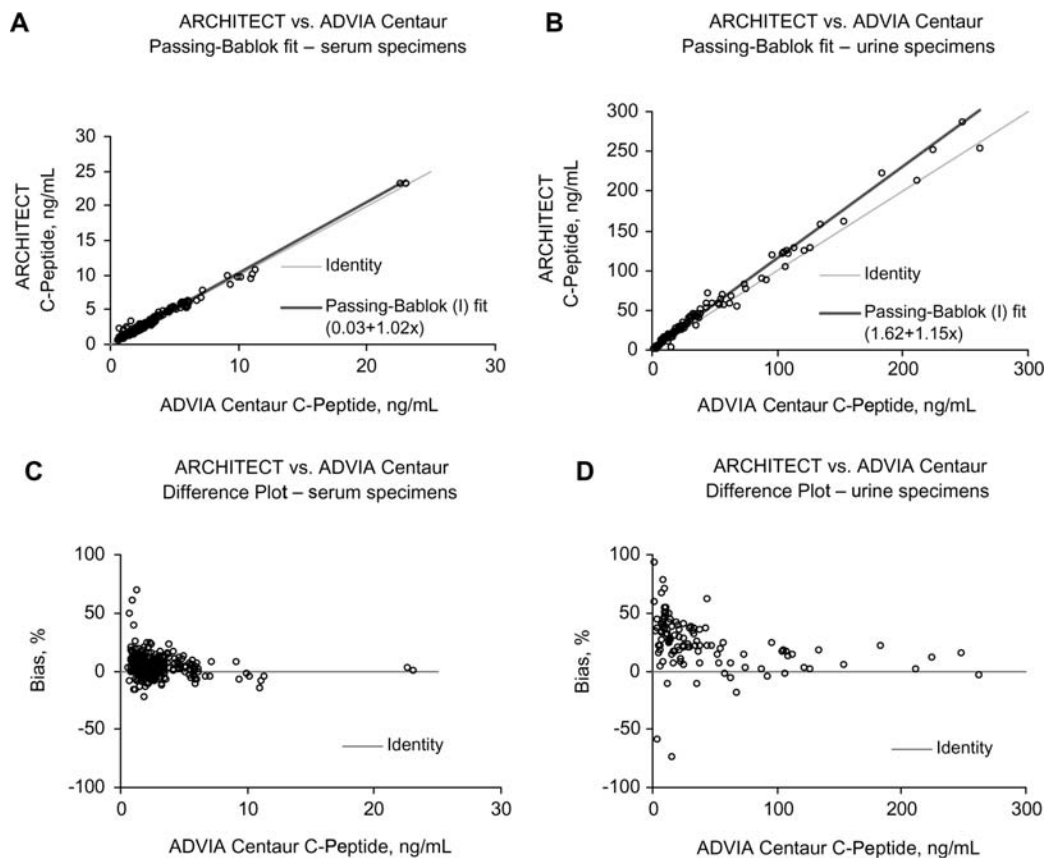 A
ARCHITECT vs. ADVIA Centaur
Passing-Bablok fit – serum specimens
30
25
20
15
10
5
0
0
10
20
30
ARCHITECT
C-Peptide, ng/mL
Identity
Passing-Bablok (I) fit
(0.03+1.02x)
ADVIA Centaur C-Peptide, ng/mL
B
ARCHITECT vs. ADVIA Centaur
Passing-Bablok fit – urine specimens
300
250
200
150
100
50
0
0
100
200
300
ARCHITECT
C-Peptide, ng/mL
Identity
Passing-Bablok (I) fit
(1.62+1.15x)
ADVIA Centaur C-Peptide, ng/mL
C
ARCHITECT vs. ADVIA Centaur
Difference Plot – serum specimens
100
50
0
-50
-100
0
10
20
30
Bias, %
Identity
ADVIA Centaur C-Peptide, ng/mL
D
ARCHITECT vs. ADVIA Centaur
Difference Plot – urine specimens
100
50
0
-50
-100
0
100
200
300
Bias, %
Identity
ADVIA Centaur C-Peptide, ng/mL